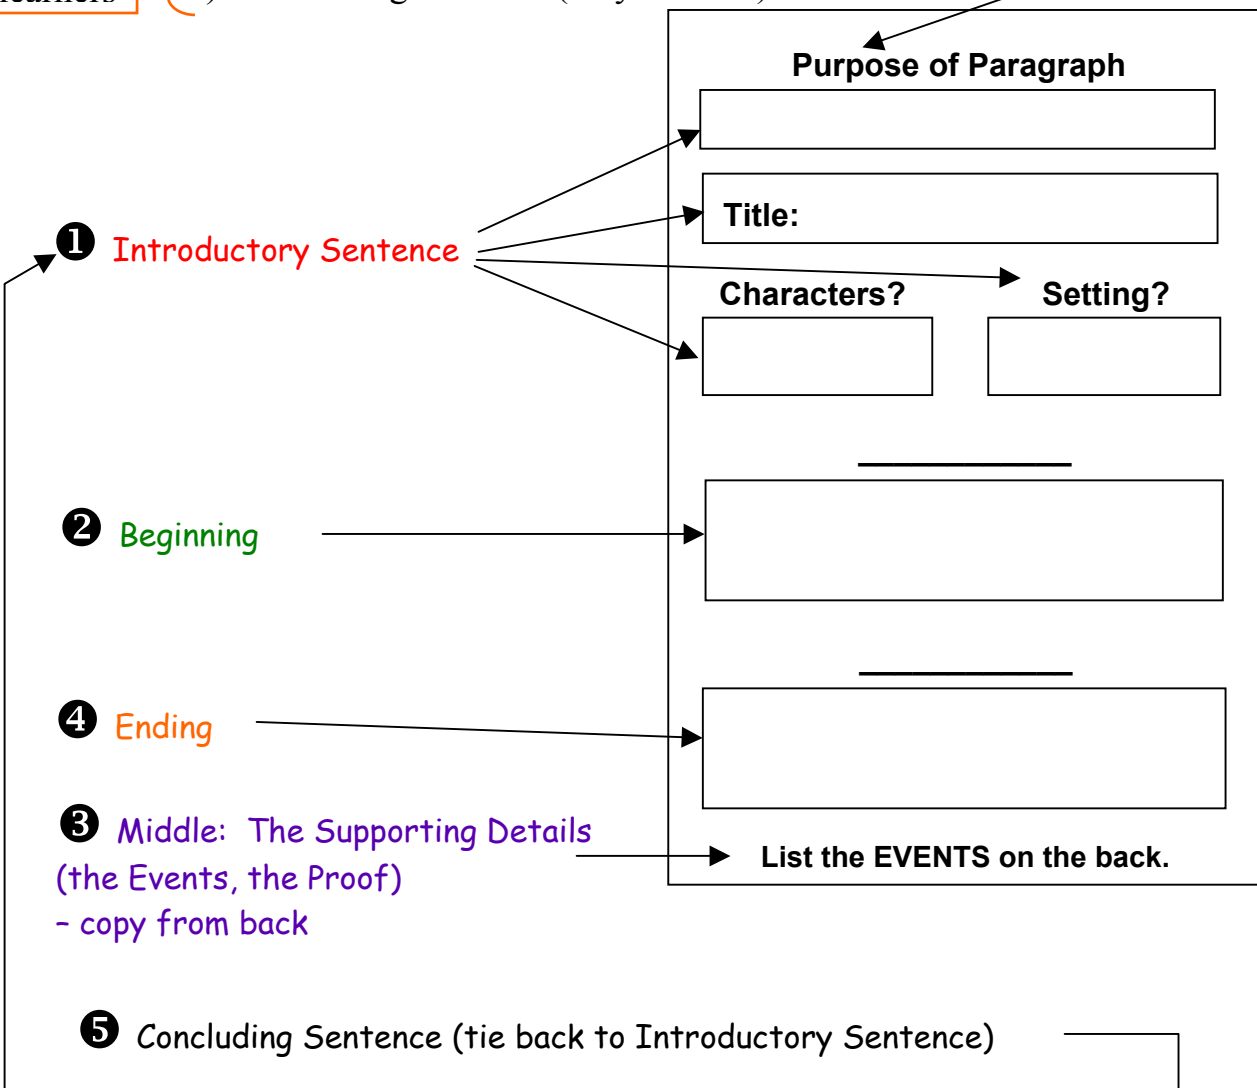 learners
Purpose of Paragraph
Title:
❶ Introductory Sentence
Characters? Setting?
❷ Beginning
❹ Ending
❸ Middle: The Supporting Details
(the Events, the Proof)
– copy from back
List the EVENTS on the back.
❺ Concluding Sentence (tie back to Introductory Sentence)